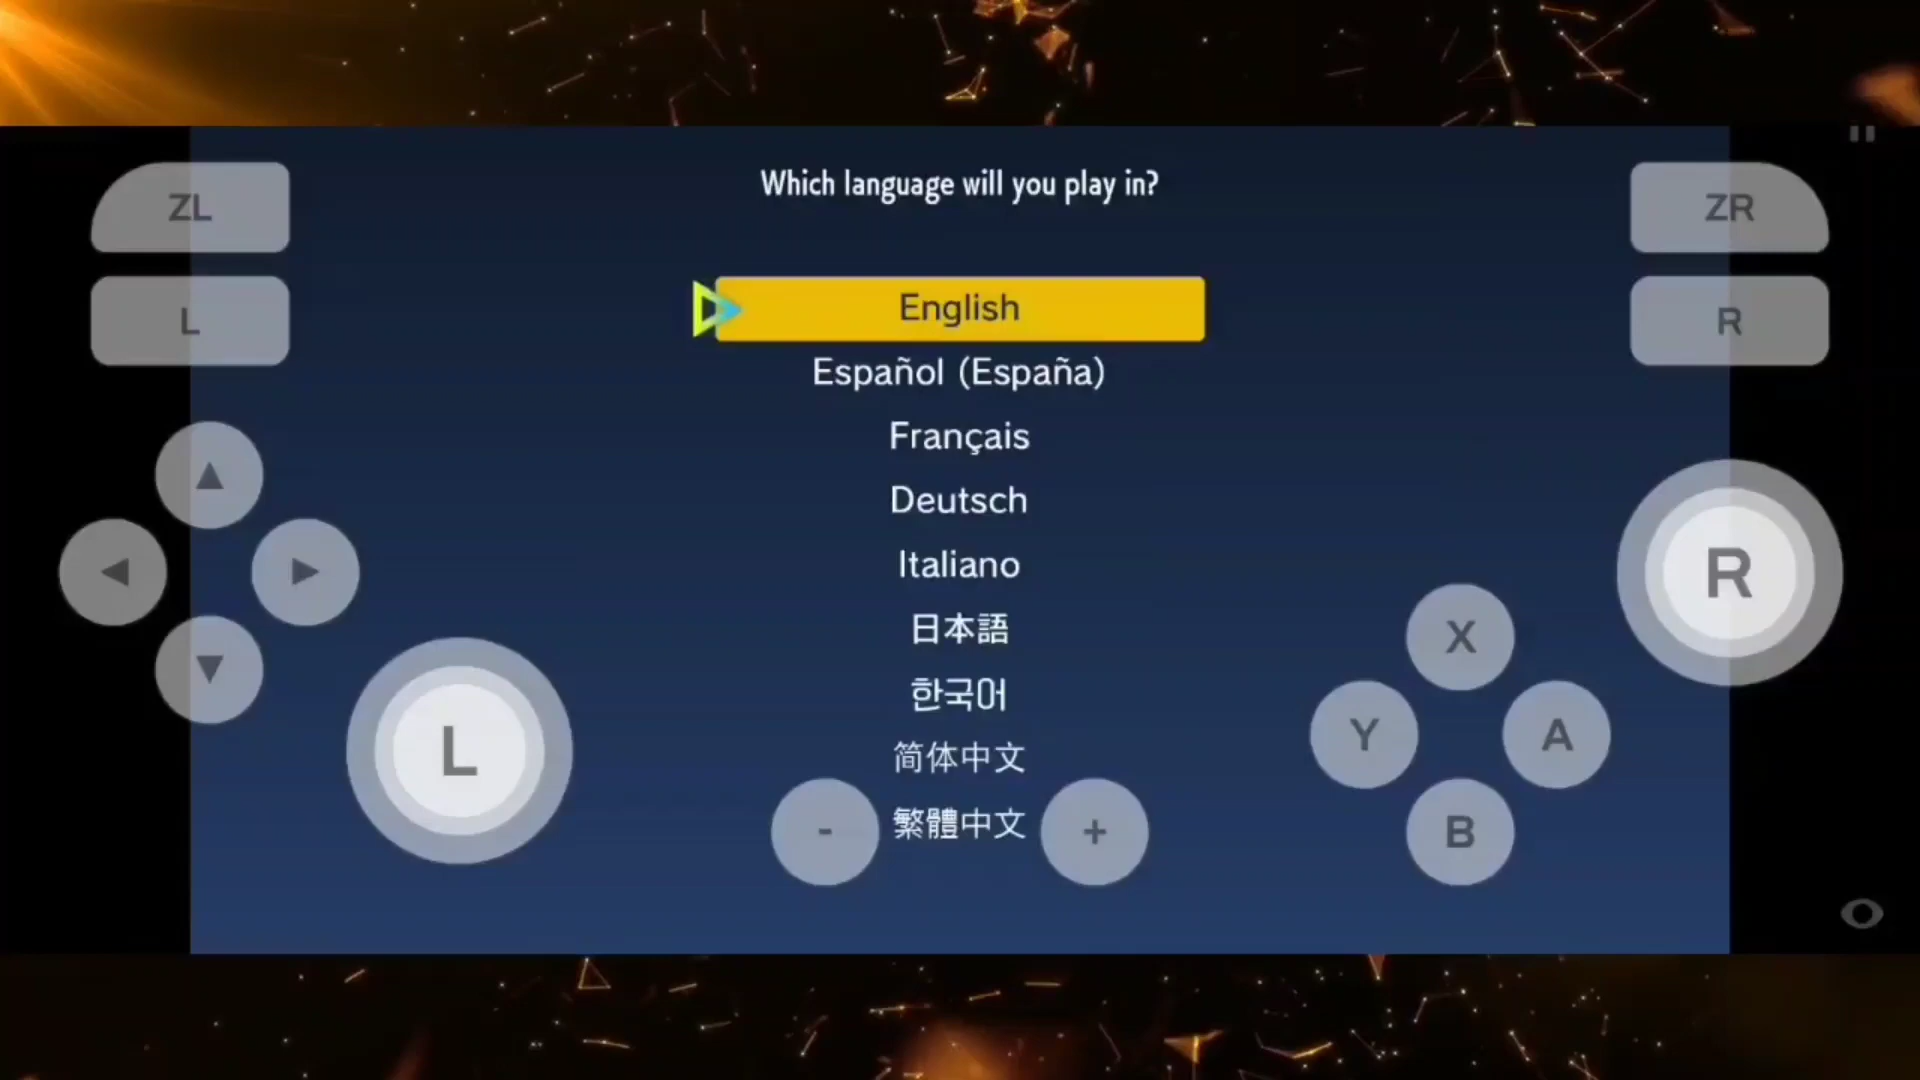 Which language will you play in?
ZL
ZR
English
L
R
Español (España)
Français
Deutsch
Italiano
R
日本語
X
한국어
Y
A
L
简体中文
-
繁體中文
+
B